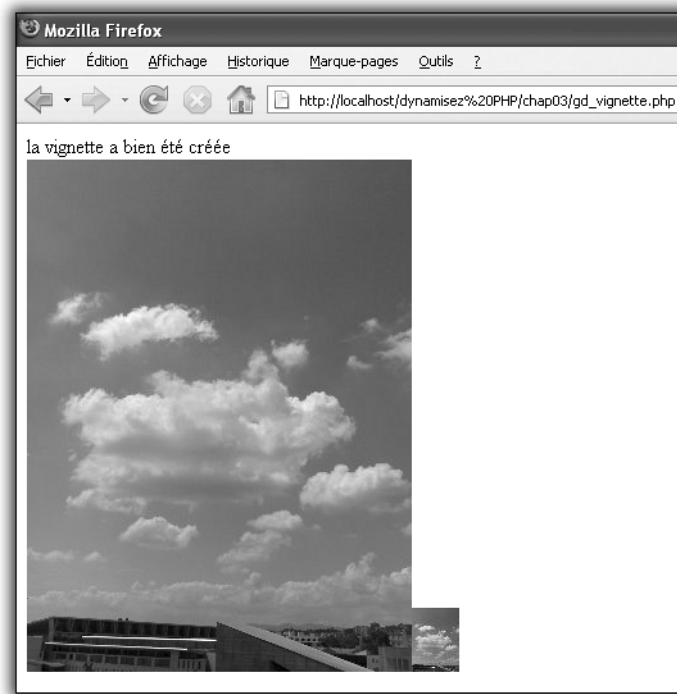 Mozilla Firefox
Fichier Édition Affichage Historique Marque-pages Outils ?
http://localhost/dynamisez%20PHP/chap03/gd_vignette.php
la vignette a bien été créée